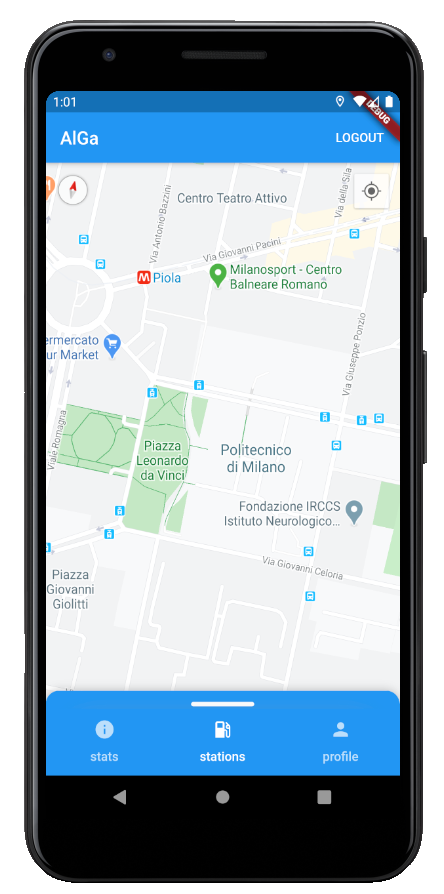 1:01
DEBUG
AlGa
LOGOUT
Via della Sila
Centro Teatro Attivo
Via Antonio Bazzini
Via Giovanni Pacini
M Piola
Milanosport - Centro
Balneare Romano
Via Giuseppe Ponzio
ermercato
ur Market
Viale Romagna
Piazza
Leonardo
da Vinci
Politecnico
di Milano
Fondazione IRCCS
Istituto Neurologico...
Via Giovanni Celoria
Piazza
Giovanni
Giolitti
stats
stations
profile